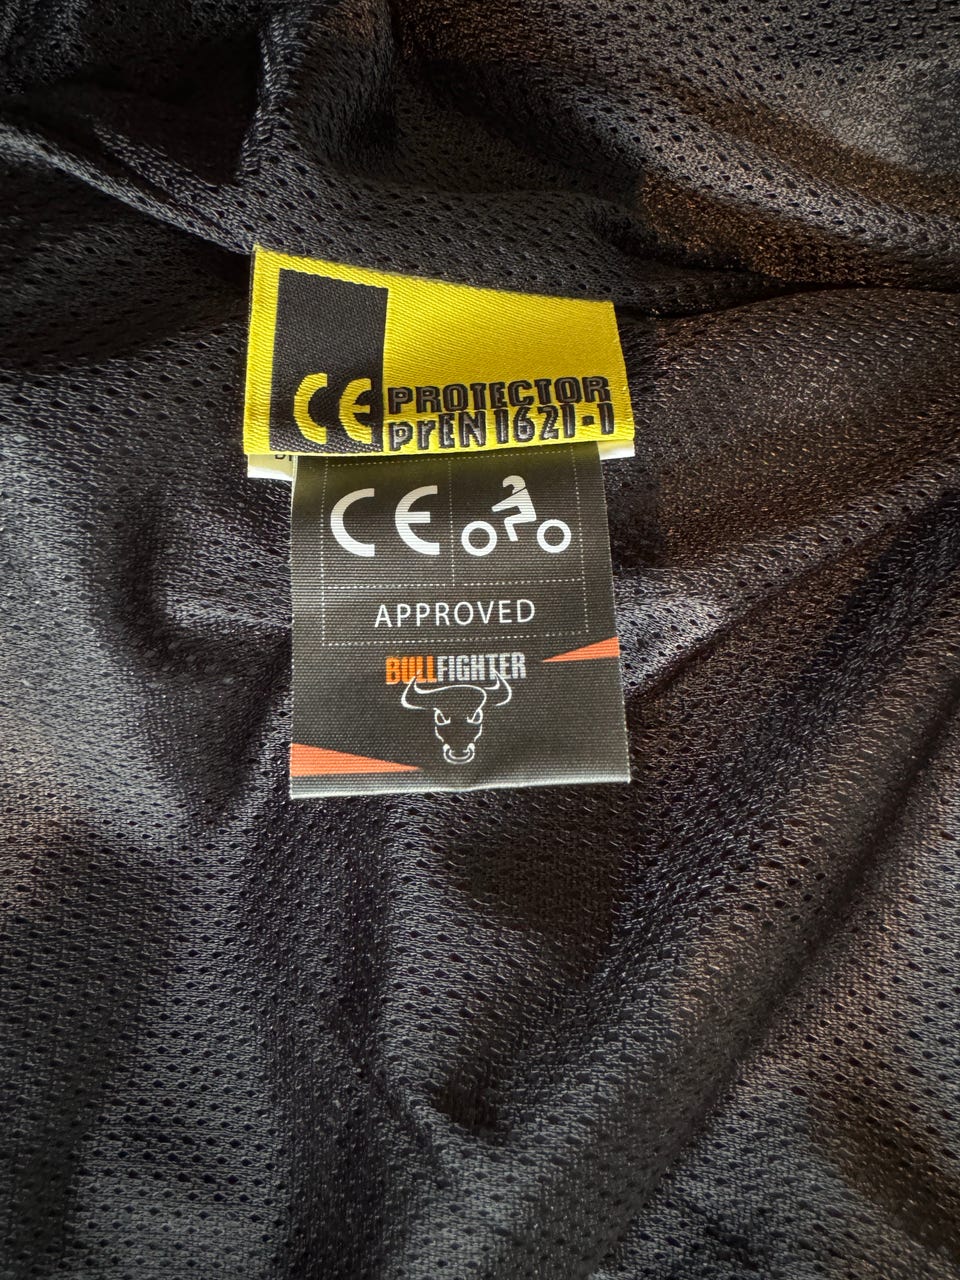 CE PROTECTOR
prEN 1621-1
CE
APPROVED
BULLFIGHTER